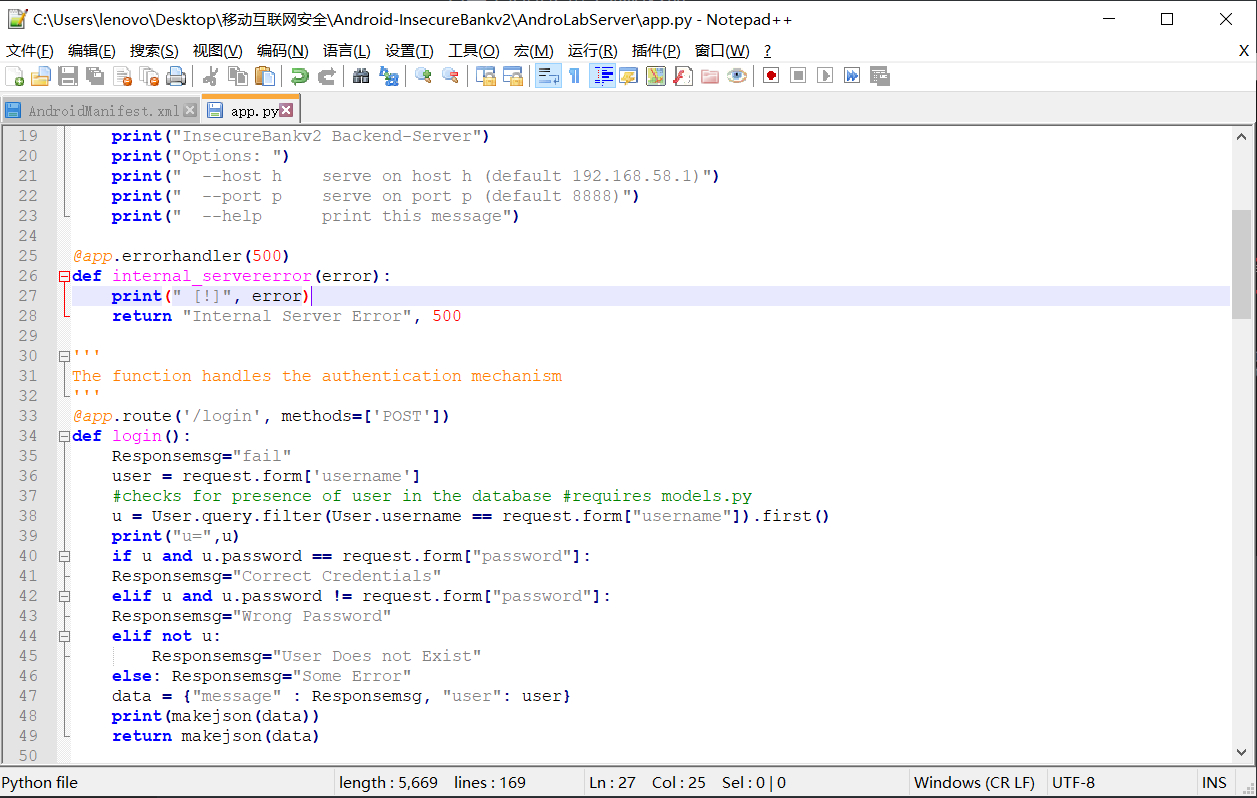 C:\Users\lenovo\Desktop\移动互联网安全\Android-InsecureBankv2\AndroLabServer\app.py - Notepad++
文件(F) 编辑(E) 搜索(S) 视图(V) 编码(N) 语言(L) 设置(T) 工具(O) 宏(M) 运行(R) 插件(P) 窗口(W) ? X
AndroidManifest.xml app.py
19     print("InsecureBankv2 Backend-Server")
20     print("Options: ")
21     print("  --host h    serve on host h (default 192.168.58.1)")
22     print("  --port p    serve on port p (default 8888)")
23     print("  --help      print this message")
24
25 @app.errorhandler(500)
26 def internal_servererror(error):
27     print(" [!]", error)
28     return "Internal Server Error", 500
29
30 '''
31 The function handles the authentication mechanism
32 '''
33 @app.route('/login', methods=['POST'])
34 def login():
35     Responsemsg="fail"
36     user = request.form['username']
37     #checks for presence of user in the database #requires models.py
38     u = User.query.filter(User.username == request.form["username"]).first()
39     print("u=",u)
40     if u and u.password == request.form["password"]:
41     Responsemsg="Correct Credentials"
42     elif u and u.password != request.form["password"]:
43     Responsemsg="Wrong Password"
44     elif not u:
45         Responsemsg="User Does not Exist"
46     else: Responsemsg="Some Error"
47     data = {"message" : Responsemsg, "user": user}
48     print(makejson(data))
49     return makejson(data)
50
Python file length : 5,669 lines : 169 Ln : 27 Col : 25 Sel : 0 | 0 Windows (CR LF) UTF-8 INS